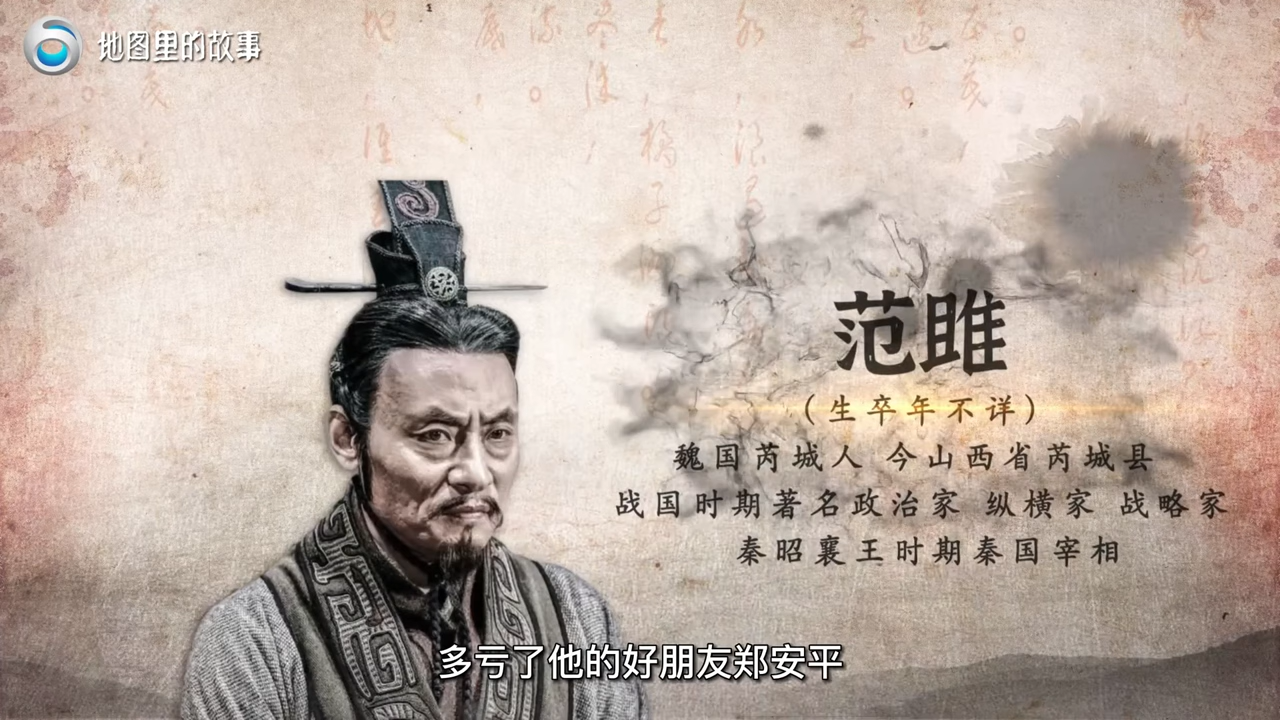 地图里的故事
范雎
(生卒年不详)
魏国芮城人 今山西省芮城县
战国时期著名政治家 纵横家 战略家
秦昭襄王时期秦国宰相
多亏了他的好朋友郑安平